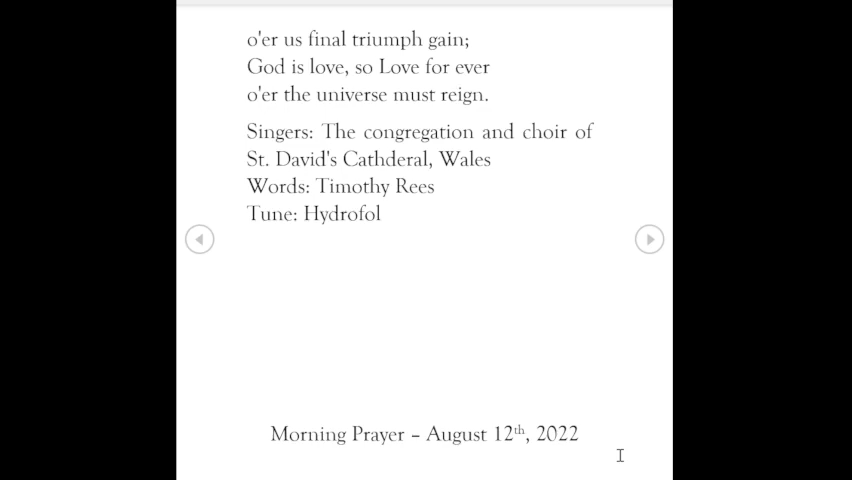 o'er us final triumph gain;
God is love, so Love for ever
o'er the universe must reign.
Singers: The congregation and choir of
St. David's Cathderal, Wales
Words: Timothy Rees
Tune: Hydrofol
Morning Prayer – August 12th, 2022